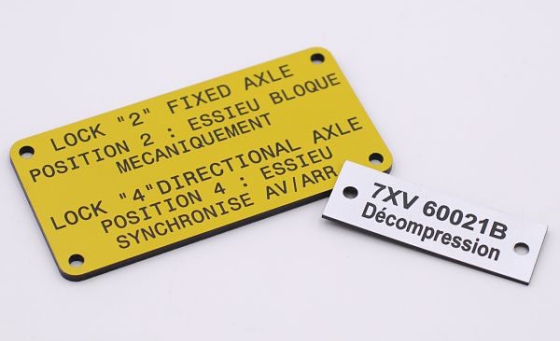 LOCK "2" FIXED AXLE
POSITION 2 : ESSIEU BLOQUE
MECANIQUEMENT
LOCK "4"DIRECTIONAL AXLE
POSITION 4 : ESSIEU
SYNCHRONISE AV/ARR
7XV 60021B
Décompression